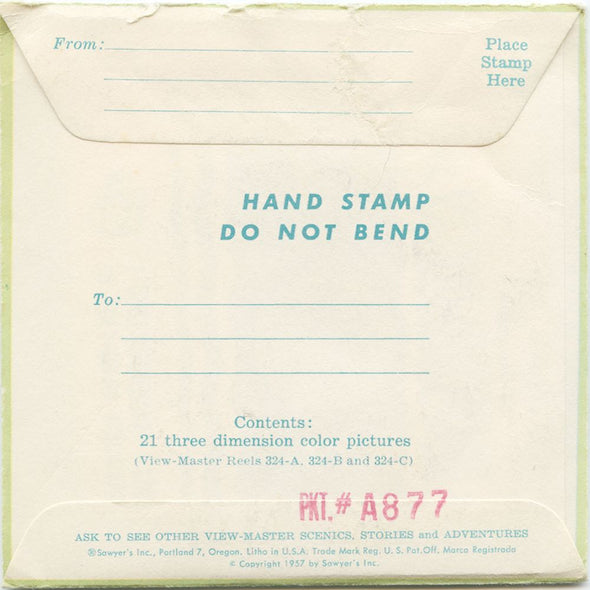 From:
Place
Stamp
Here
HAND STAMP
DO NOT BEND
To:
Contents:
21 three dimension color pictures
(View-Master Reels 324-A, 324-B and 324-C)
PKT.# A877
ASK TO SEE OTHER VIEW-MASTER SCENICS, STORIES and ADVENTURES
®Sawyer's Inc., Portland 7, Oregon. Litho in U.S.A. Trade Mark Reg. U. S. Pat. Off. Marca Registrada
© Copyright 1957 by Sawyer's Inc.